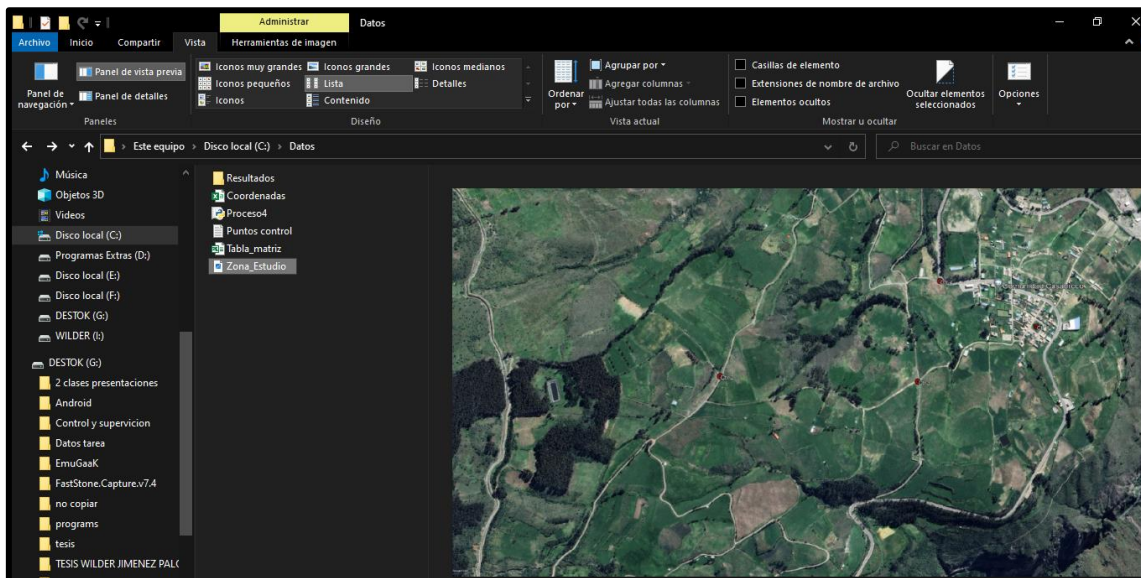 Administrar
Datos
Archivo
Inicio
Compartir
Vista
Herramientas de imagen
Panel de navegación
Panel de vista previa
Panel de detalles
Paneles
Iconos muy grandes
Iconos grandes
Iconos medianos
Iconos pequeños
Lista
Detalles
Iconos
Contenido
Diseño
Ordenar por
Agrupar por
Agregar columnas
Ajustar todas las columnas
Vista actual
Casillas de elemento
Extensiones de nombre de archivo
Elementos ocultos
Ocultar elementos seleccionados
Mostrar u ocultar
Opciones
Este equipo > Disco local (C:) > Datos
Buscar en Datos
Música
Objetos 3D
Videos
Disco local (C:)
Programas Extras (D:)
Disco local (E:)
Disco local (F:)
DESTOK (G:)
WILDER (I:)
DESTOK (G:)
2 clases presentaciones
Android
Control y supervicion
Datos tarea
EmuGaaK
FastStone.Capture.v7.4
no copiar
programs
tesis
TESIS WILDER JIMENEZ PALC
Resultados
Coordenadas
Proceso4
Puntos control
Tabla_matriz
Zona_Estudio